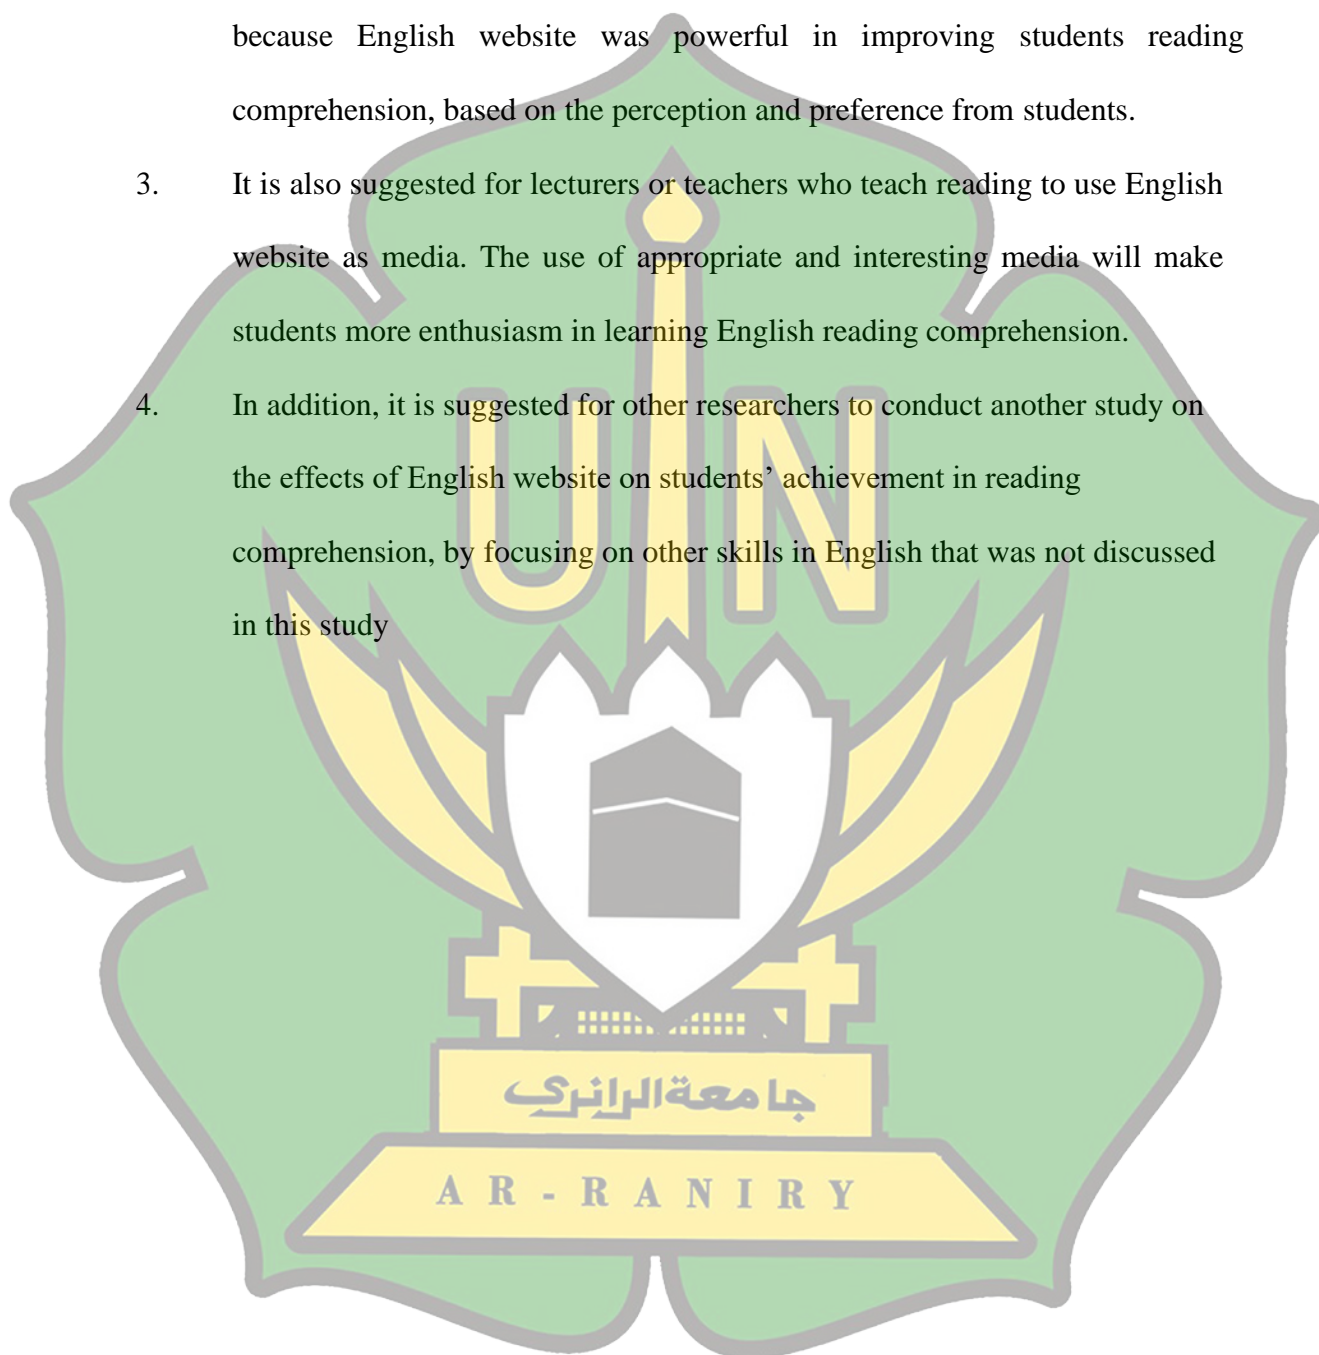 because English website was powerful in improving students reading
comprehension, based on the perception and preference from students.
3. It is also suggested for lecturers or teachers who teach reading to use English
website as media. The use of appropriate and interesting media will make
students more enthusiasm in learning English reading comprehension.
4. In addition, it is suggested for other researchers to conduct another study on
the effects of English website on students’ achievement in reading
comprehension, by focusing on other skills in English that was not discussed
in this study
UIN
جامعة الرانري
AR-RANIRY